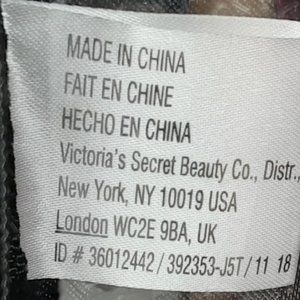 MADE IN CHINA
FAIT EN CHINE
HECHO EN CHINA
Victoria's Secret Beauty Co., Distr.,
New York, NY 10019 USA
London WC2E 9BA, UK
ID # 36012442 / 392353-J5T / 11 18